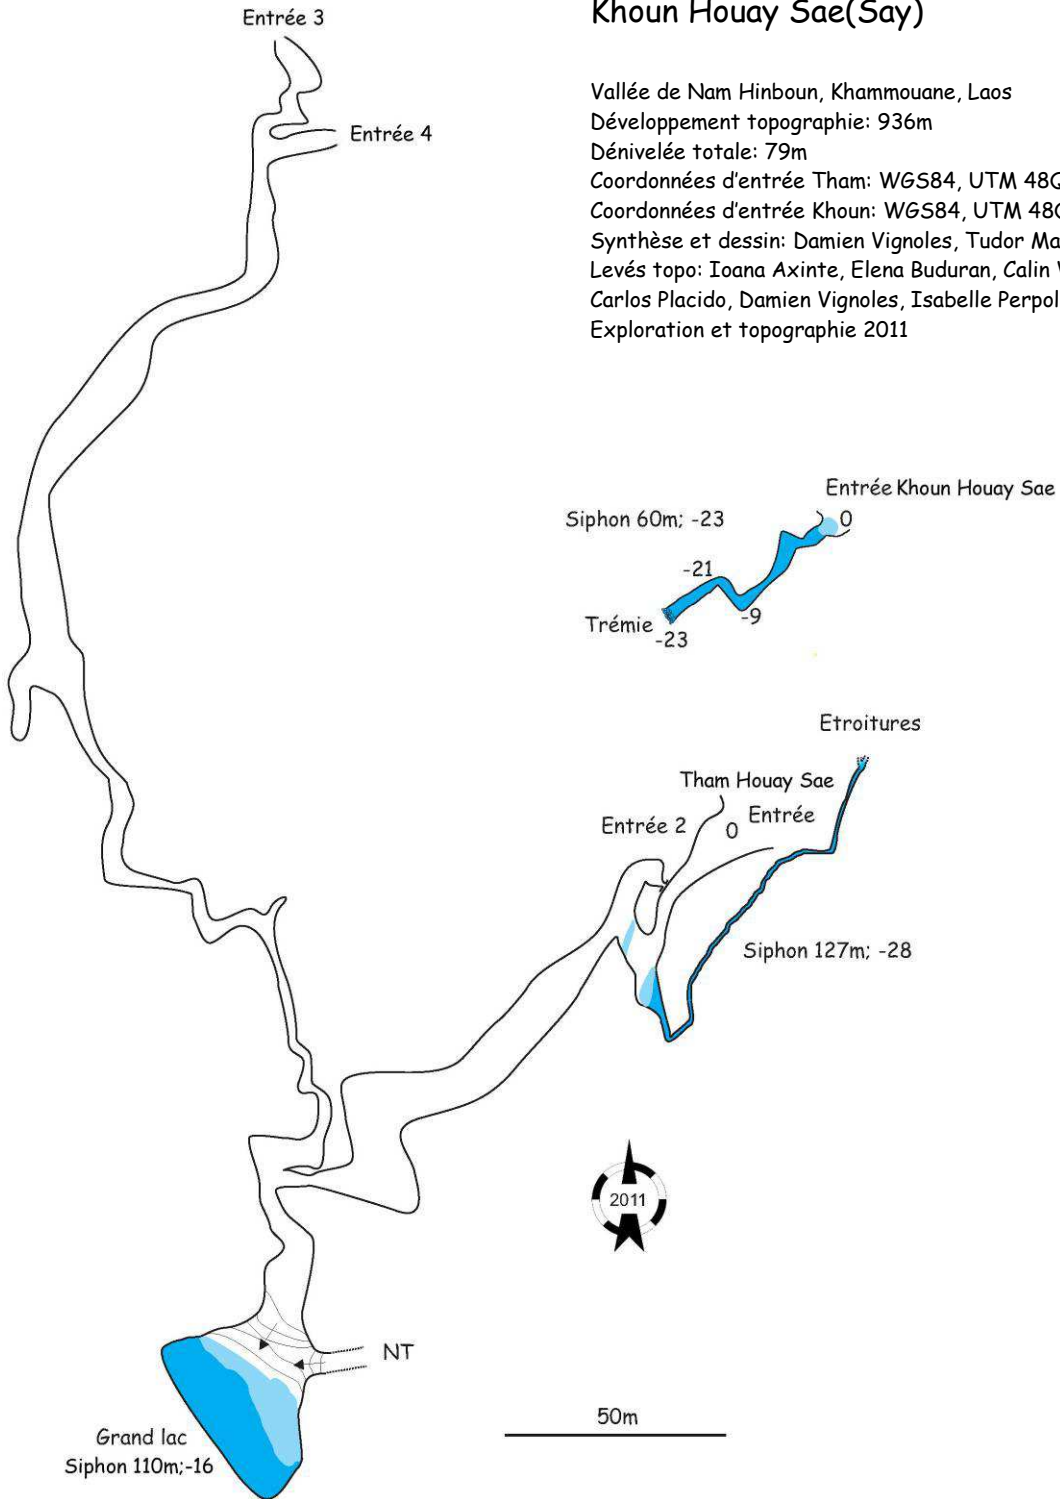 Khoun Houay Sae(Say)
Vallée de Nam Hinboun, Khammouane, Laos
Développement topographie: 936m
Dénivelée totale: 79m
Coordonnées d'entrée Tham: WGS84, UTM
Coordonnées d'entrée Khoun: WGS84, UTM
Synthèse et dessin: Damien Vignoles, Tudor
Levés topo: Ioana Axinte, Elena Buduran, Calin
Carlos Placido, Damien Vignoles, Isabelle
Exploration et topographie 2011
Entrée 3
Entrée 4
Entrée Khoun Houay Sae
Siphon 60m; -23
0
-21
-9
Trémie
-23
Etroitures
Tham Houay Sae
Entrée
Entrée 2
0
Siphon 127m; -28
2011
NT
50m
Grand lac
Siphon 110m;-16